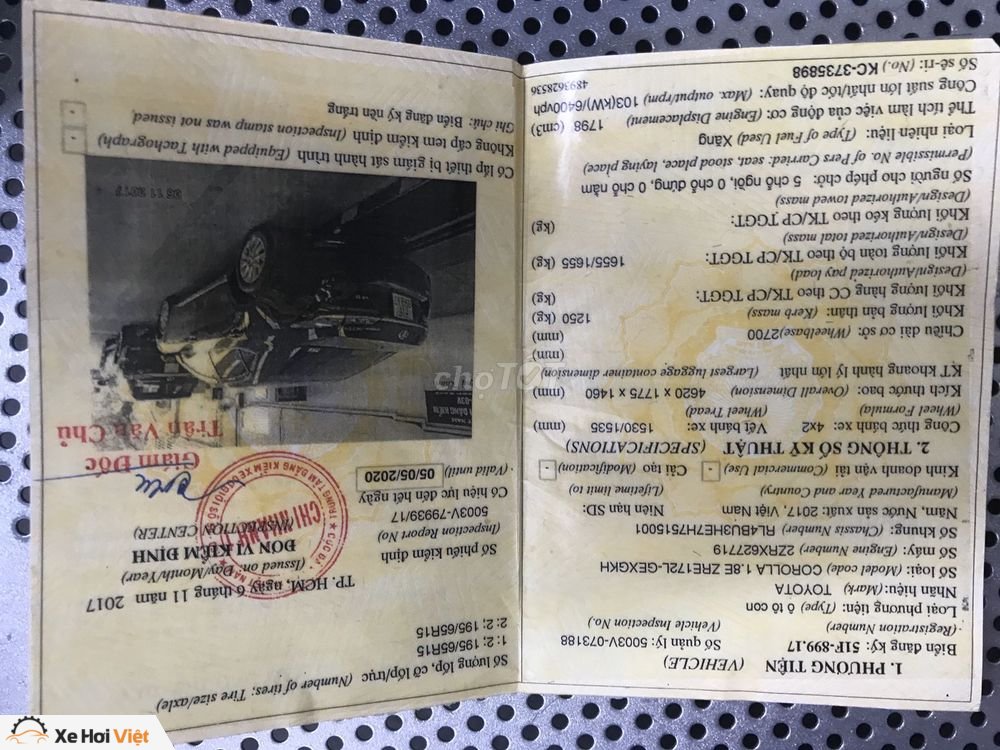 1. PHƯƠNG TIỆN (VEHICLE)
Biển đăng ký: 51F-899.17 Số quản lý: 5003V-073188
(Registration Number) (Vehicle Inspection No.)
Loại phương tiện: (Type) ô tô con
Nhãn hiệu: (Mark) TOYOTA
Số loại: (Model code) COROLLA 1.8E ZRE172L-GEXGKH
Số máy: (Engine Number) 2ZRX627719
Số khung: (Chassis Number) RL4BU3HE7H7515001
Năm, Nước sản xuất: 2017, Việt Nam Niên hạn SD:
(Manufactured Year and Country) (Lifetime limit to)
Kinh doanh vận tải (Commercial Use) - Cải tạo (Modification) -
2. THÔNG SỐ KỸ THUẬT (SPECIFICATIONS)
Công thức bánh xe: 4x2 Vết bánh xe: 1530/1535 (mm)
(Wheel Formula) (Wheel Tread)
Kích thước bao: (Overall Dimension) 4620 x 1775 x 1460 (mm)
KT khoang hành lý lớn nhất (Largest luggage container dimension)
(mm)
Chiều dài cơ sở: (Wheelbase) 2700 (mm)
Khối lượng bản thân: (Kerb mass) 1250 (kg)
Khối lượng hàng CC theo TK/CP TGGT: (kg)
(Design/Authorized pay load)
Khối lượng toàn bộ theo TK/CP TGGT: 1655/1655 (kg)
(Design/Authorized total mass)
Khối lượng kéo theo TK/CP TGGT: (kg)
(Design/Authorized towed mass)
Số người cho phép chở: 5 chỗ ngồi, 0 chỗ đứng, 0 chỗ nằm
(Permissible No. of Pers Carried: seat, stood place, laying place)
Loại nhiên liệu: (Type of Fuel Used) Xăng
Thể tích làm việc của động cơ: (Engine Displacement) 1798 (cm3)
Công suất lớn nhất/tốc độ quay: (Max. output/rpm) 103(kW)/6400vph
Số sê-ri: (No.) KC-3735898 4893628536
Số lượng lốp, cỡ lốp/trục (Number of tires; Tire size/axle)
1: 2; 195/65R15
2: 2; 195/65R15
Số phiếu kiểm định
(Inspection Report No)
5003V-79939/17
Có hiệu lực đến hết ngày
(Valid until) 05/05/2020
TP. HCM, ngày 6 tháng 11 năm 2017
(Issued on: Day/Month/Year)
ĐƠN VỊ KIỂM ĐỊNH
(INSPECTION CENTER)
Giám Đốc
Trần Văn Chủ
06 11 2017
Có lắp thiết bị giám sát hành trình (Equipped with Tachograph) -
Không cấp tem kiểm định (Inspection stamp was not issued) -
Ghi chú: Biển đăng ký nền trắng
Xe Hơi Việt